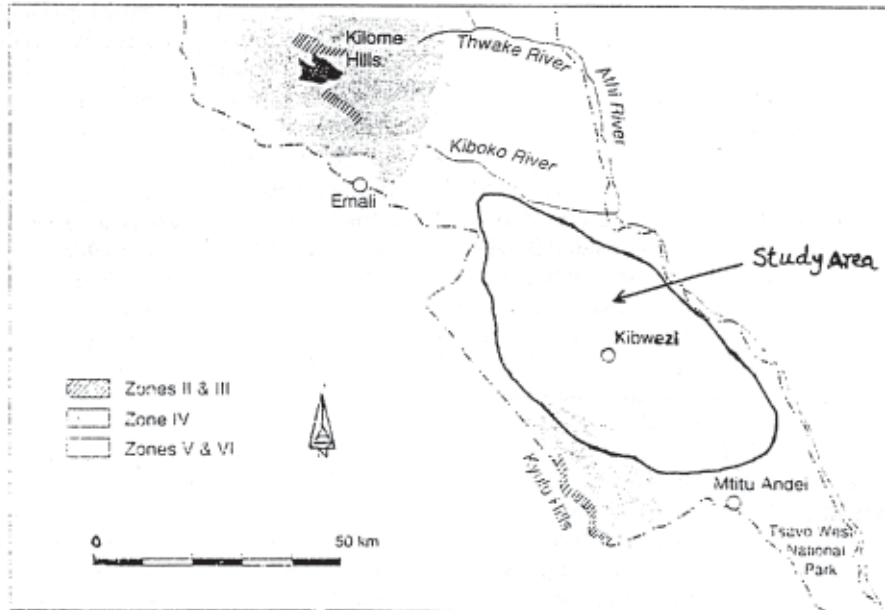 Kilome
Hills
Thwake River
Athi River
Kiboko River
Emali
Study Area
Kibwezi
Zones II & III
Zone IV
Zones V & VI
N
Kyulu Hills
Mtitu Andei
Tsavo West
National
Park
0
50 km